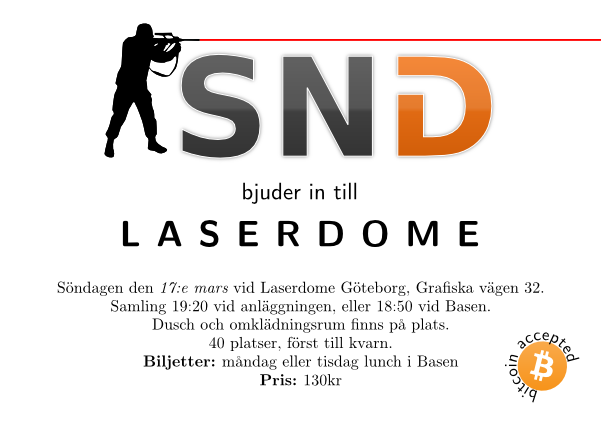 SND
bjuder in till
LASERDOME
Söndagen den 17:e mars vid Laserdome Göteborg, Grafiska vägen 32.
Samling 19:20 vid anläggningen, eller 18:50 vid Basen.
Dusch och omklädningsrum finns på plats.
40 platser, först till kvarn.
Biljetter: måndag eller tisdag lunch i Basen
Pris: 130kr
bitcoin accepted